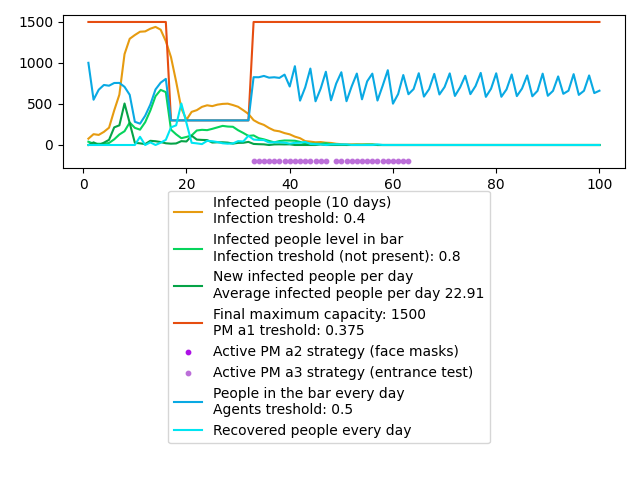 1500
1000
500
0
0 20 40 60 80 100
Infected people (10 days)
Infection treshold: 0.4
Infected people level in bar
Infection treshold (not present): 0.8
New infected people per day
Average infected people per day 22.91
Final maximum capacity: 1500
PM a1 treshold: 0.375
Active PM a2 strategy (face masks)
Active PM a3 strategy (entrance test)
People in the bar every day
Agents treshold: 0.5
Recovered people every day